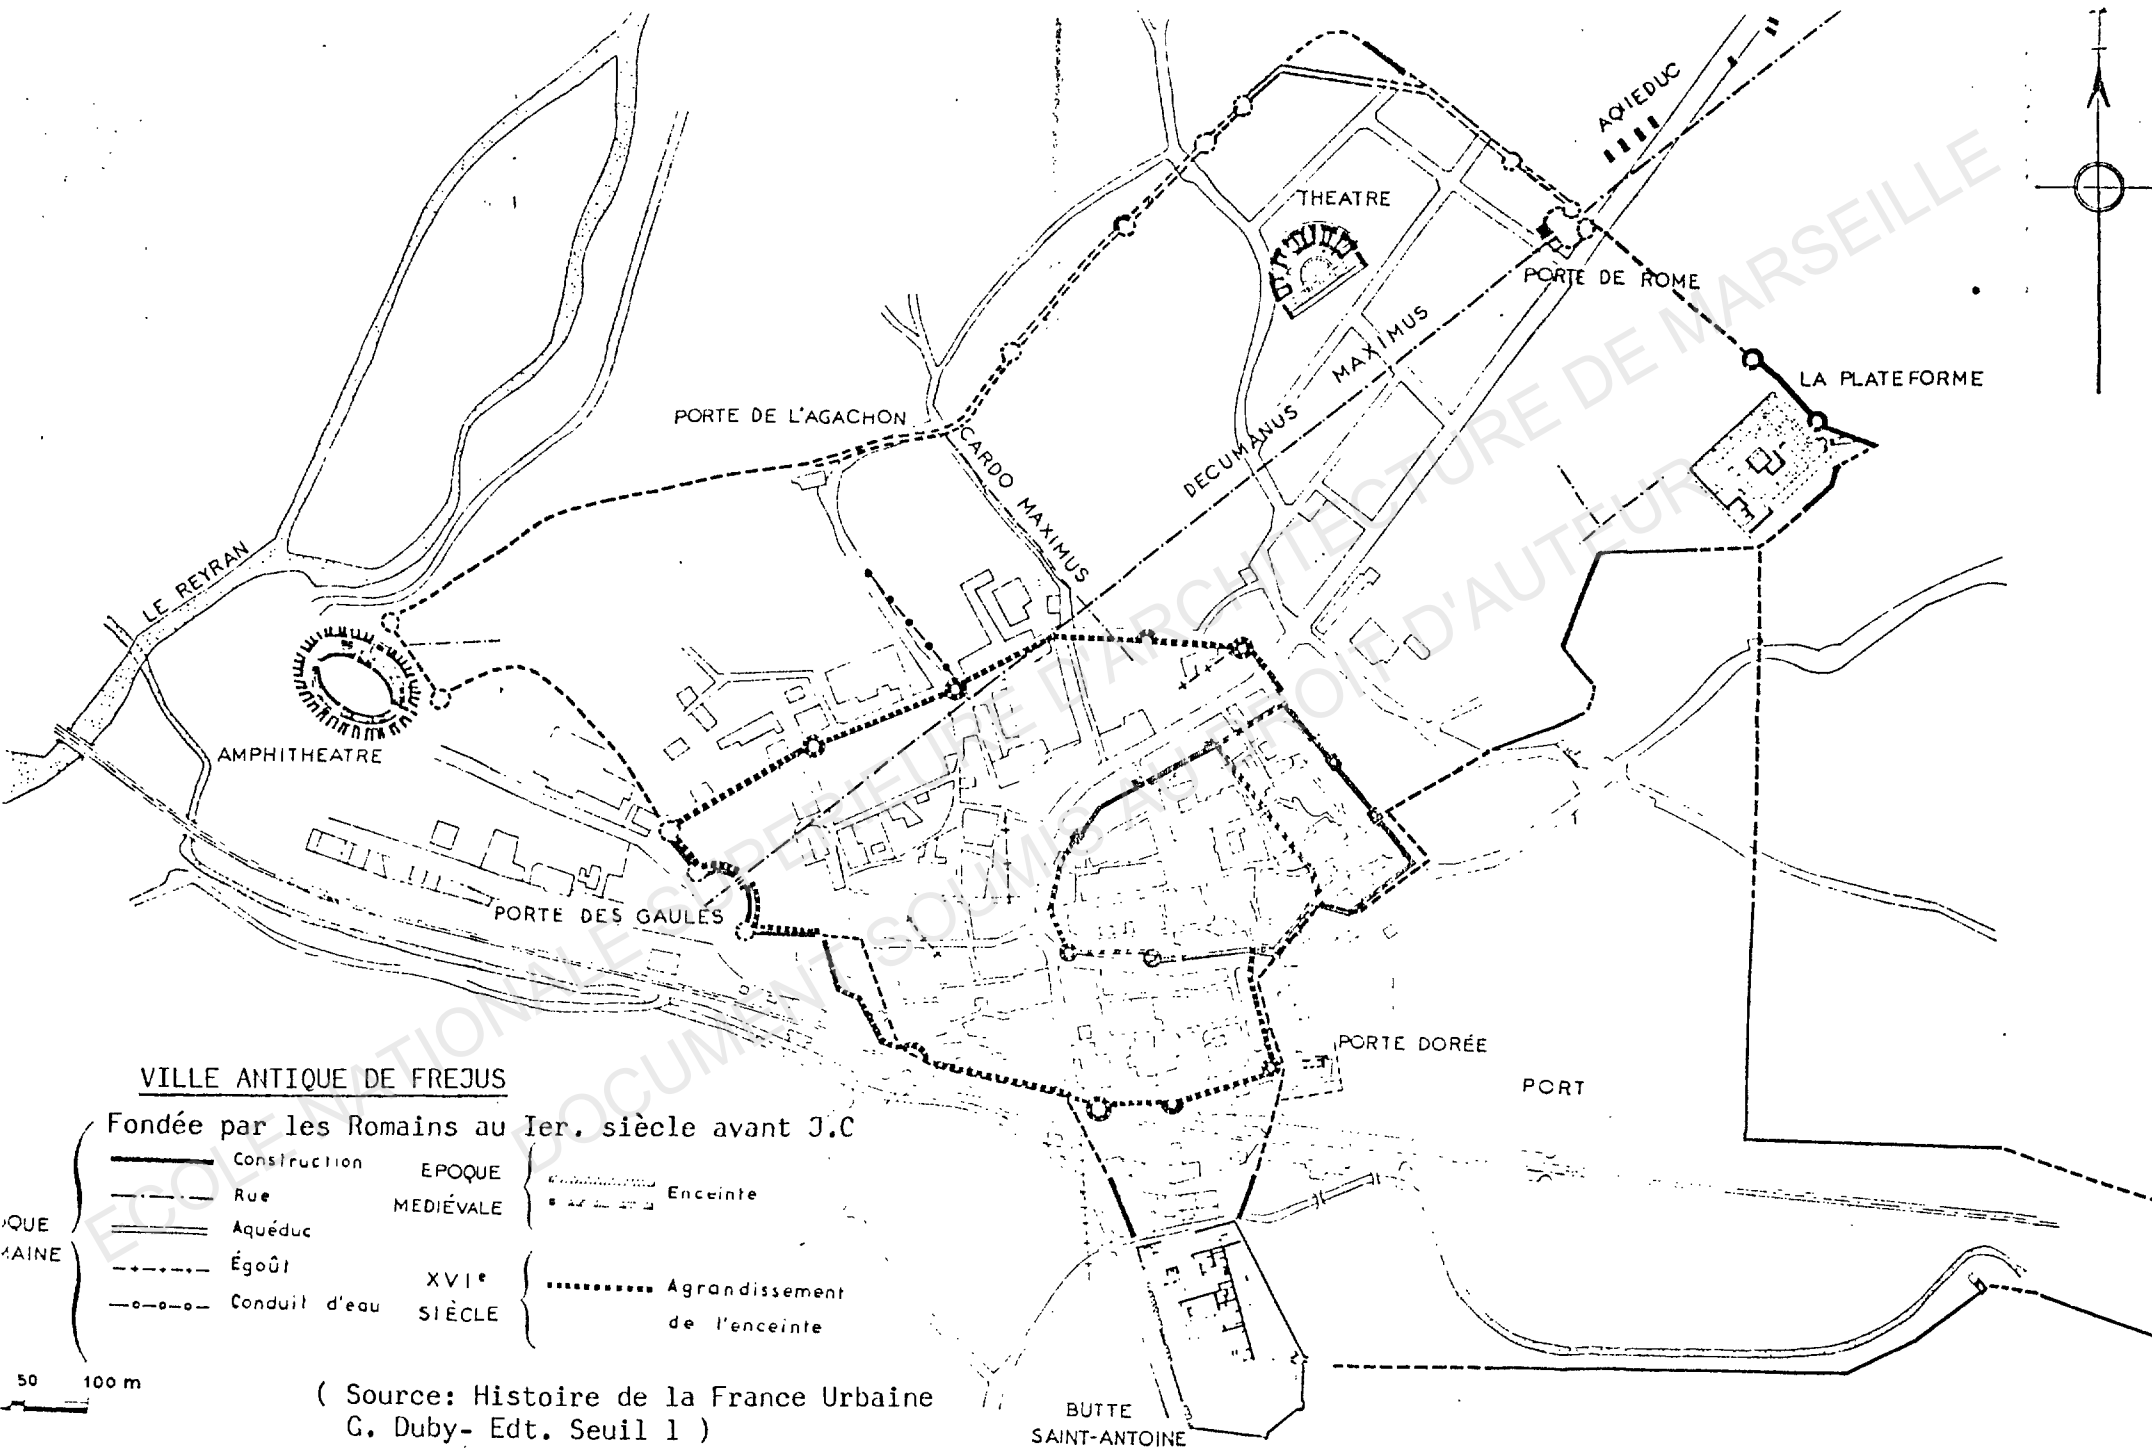 AQUEDUC
THEATRE
PORTE DE ROME
LA PLATEFORME
MAXIMUS
DECUMANUS
PORTE DE L'AGACHON
CARDO MAXIMUS
LE REYRAN
AMPHITHEATRE
PORTE DES GAULES
PORTE DORÉE
PORT
BUTTE
SAINT-ANTOINE
VILLE ANTIQUE DE FREJUS
Fondée par les Romains au Ier. siècle avant J.C
Construction
Rue
Aquéduc
Égoût
Conduit d'eau
QUE
MAINE
EPOQUE
MEDIÉVALE
Enceinte
XVIe
SIÈCLE
Agrandissement
de l'enceinte
50 100 m
( Source: Histoire de la France Urbaine
G. Duby- Edt. Seuil 1 )
ECOLE NATIONALE SUPERIEURE D'ARCHITECTURE DE MARSEILLE
DOCUMENT SOUMIS AU DROIT D'AUTEUR